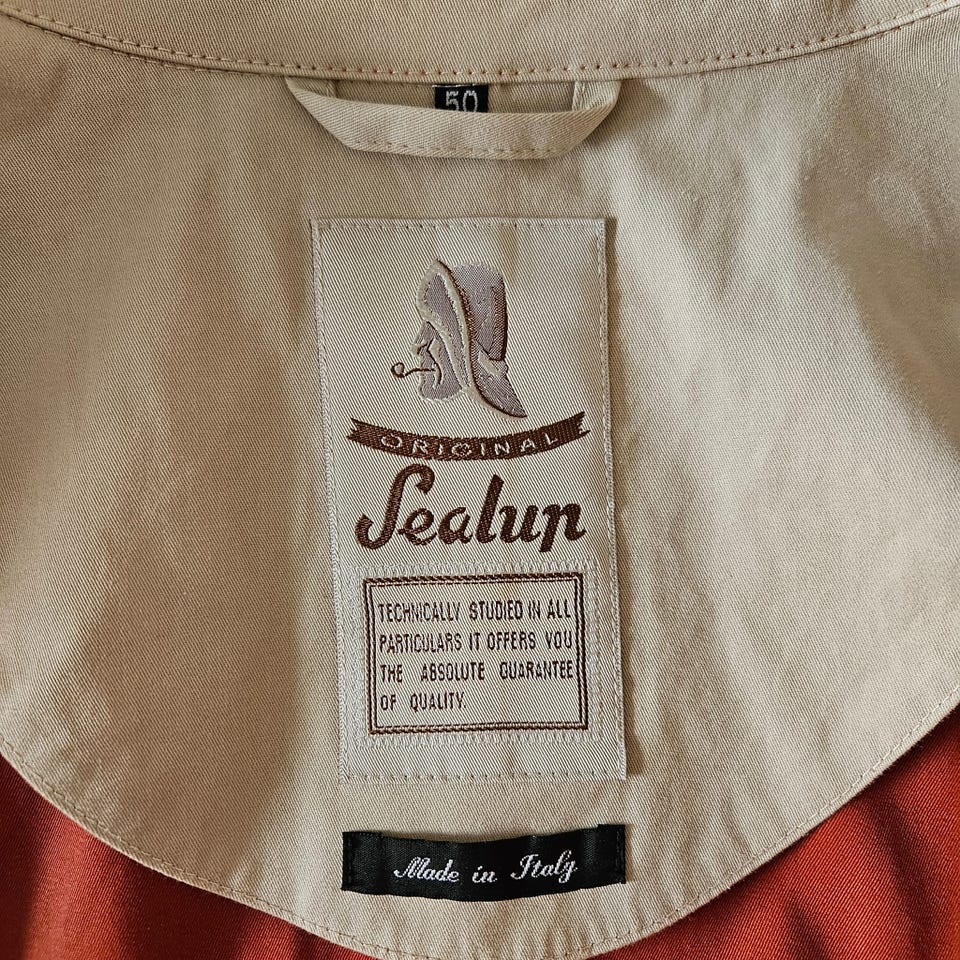 50
ORIGINAL
Sealup
TECHNICALLY STUDIED IN ALL
PARTICULARS IT OFFERS YOU
THE ABSOLUTE GUARANTEE
OF QUALITY.
Made in Italy